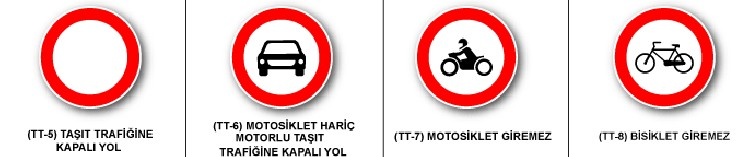 (TT-5) TAŞIT TRAFİĞİNE
KAPALI YOL
(TT-6) MOTOSİKLET HARİÇ
MOTORLU TAŞIT
TRAFİĞİNE KAPALI YOL
(TT-7) MOTOSİKLET GİREMEZ
(TT-8) BİSİKLET GİREMEZ